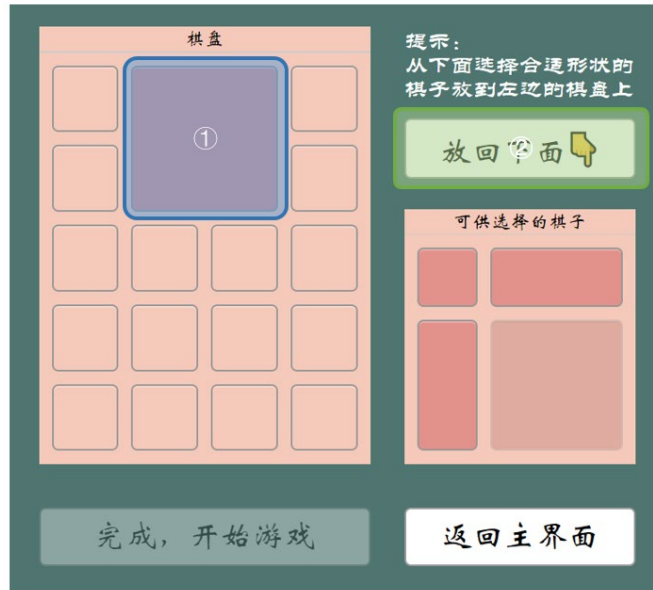 棋盘
提示：
从下面选择合适形状的
棋子放到左边的棋盘上
①
放回下面
②
可供选择的棋子
完成，开始游戏
返回主界面